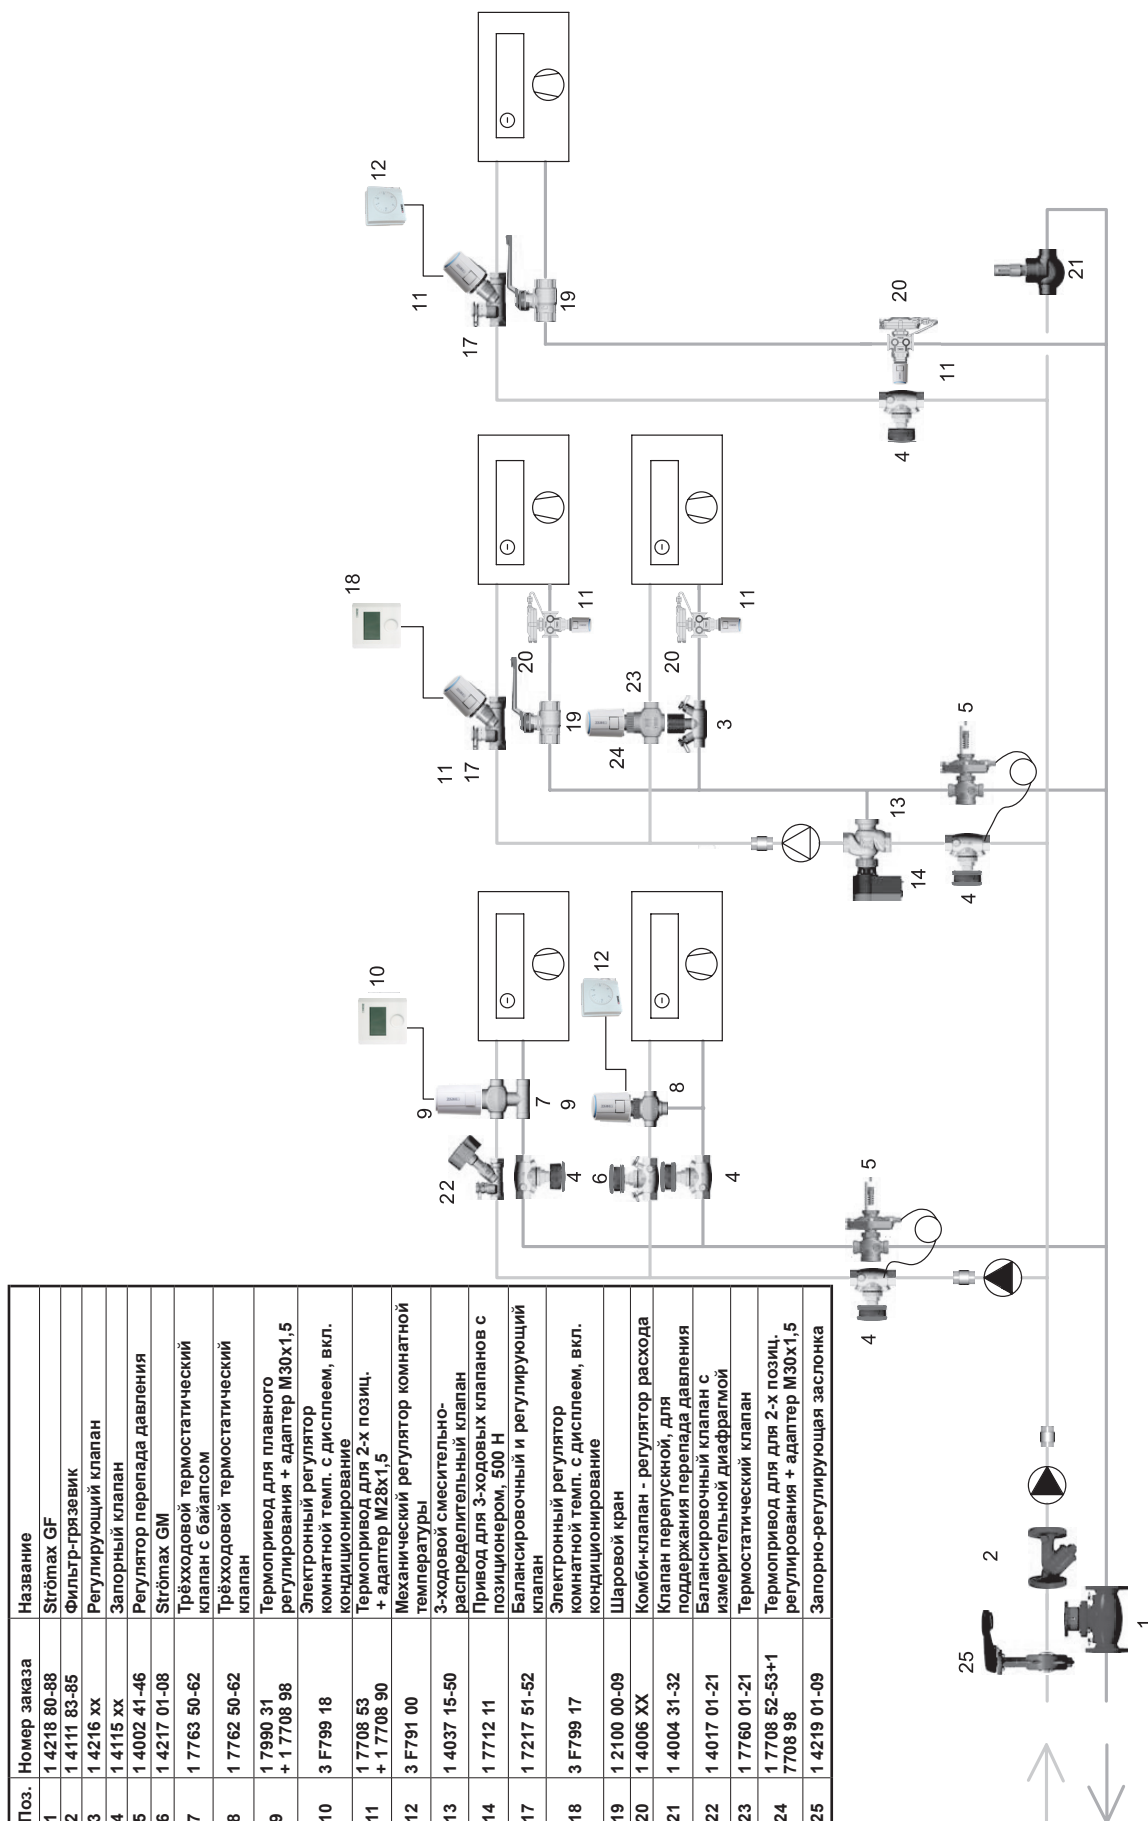 Поз. Номер заказа Название
1 1 4218 80-88 Strömax GF
2 1 4111 83-85 Фильтр-грязевик
3 1 4216 xx Регулирующий клапан
4 1 4115 xx Запорный клапан
5 1 4002 41-46 Регулятор перепада давления
6 1 4217 01-08 Strömax GM
7 1 7763 50-62 Трёхходовой термостатический
клапан с байапсом
8 1 7762 50-62 Трёхходовой термостатический
клапан
9 1 7990 31
+ 1 7708 98 Термопривод для плавного
регулирования + адаптер М30х1,5
10 3 F799 18 Электронный регулятор
комнатной темп. с дисплеем, вкл.
кондиционирование
11 1 7708 53
+ 1 7708 90 Термопривод для 2-х позиц.
+ адаптер М28х1,5
12 3 F791 00 Механический регулятор комнатной
температуры
13 1 4037 15-50 3-ходовой смесительно-
распределительный клапан
14 1 7712 11 Привод для 3-ходовых клапанов с
позиционером, 500 Н
17 1 7217 51-52 Балансировочный и регулирующий
клапан
18 3 F799 17 Электронный регулятор
комнатной темп. с дисплеем, вкл.
кондиционирование
19 1 2100 00-09 Шаровой кран
20 1 4006 XX Комби-клапан - регулятор расхода
21 1 4004 31-32 Клапан перепускной, для
поддержания перепада давления
22 1 4017 01-21 Балансировочный клапан с
измерительной диафрагмой
23 1 7760 01-21 Термостатический клапан
24 1 7708 52-53+1
7708 98 Термопривод для 2-х позиц.
регулирования + адаптер М30х1,5
25 1 4219 01-09 Запорно-регулирующая заслонка
10
9
7
22
4
12
9
8
6
4
5
4
18
11
17
20
11
19
23
24
20
11
3
5
13
14
4
12
11
17
19
20
11
4
21
25
2
1